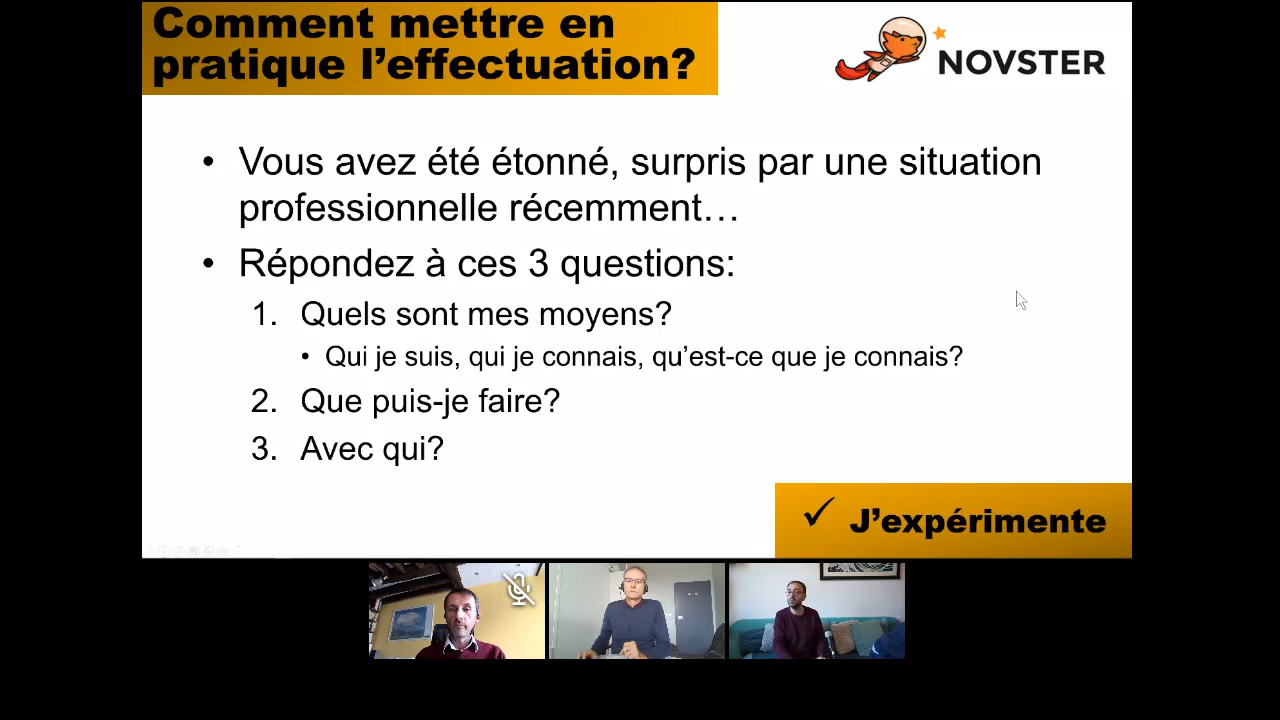 Comment mettre en
pratique l’effectuation?
NOVSTER
• Vous avez été étonné, surpris par une situation
professionnelle récemment…
• Répondez à ces 3 questions:
1. Quels sont mes moyens?
• Qui je suis, qui je connais, qu’est-ce que je connais?
2. Que puis-je faire?
3. Avec qui?
✓ J’expérimente